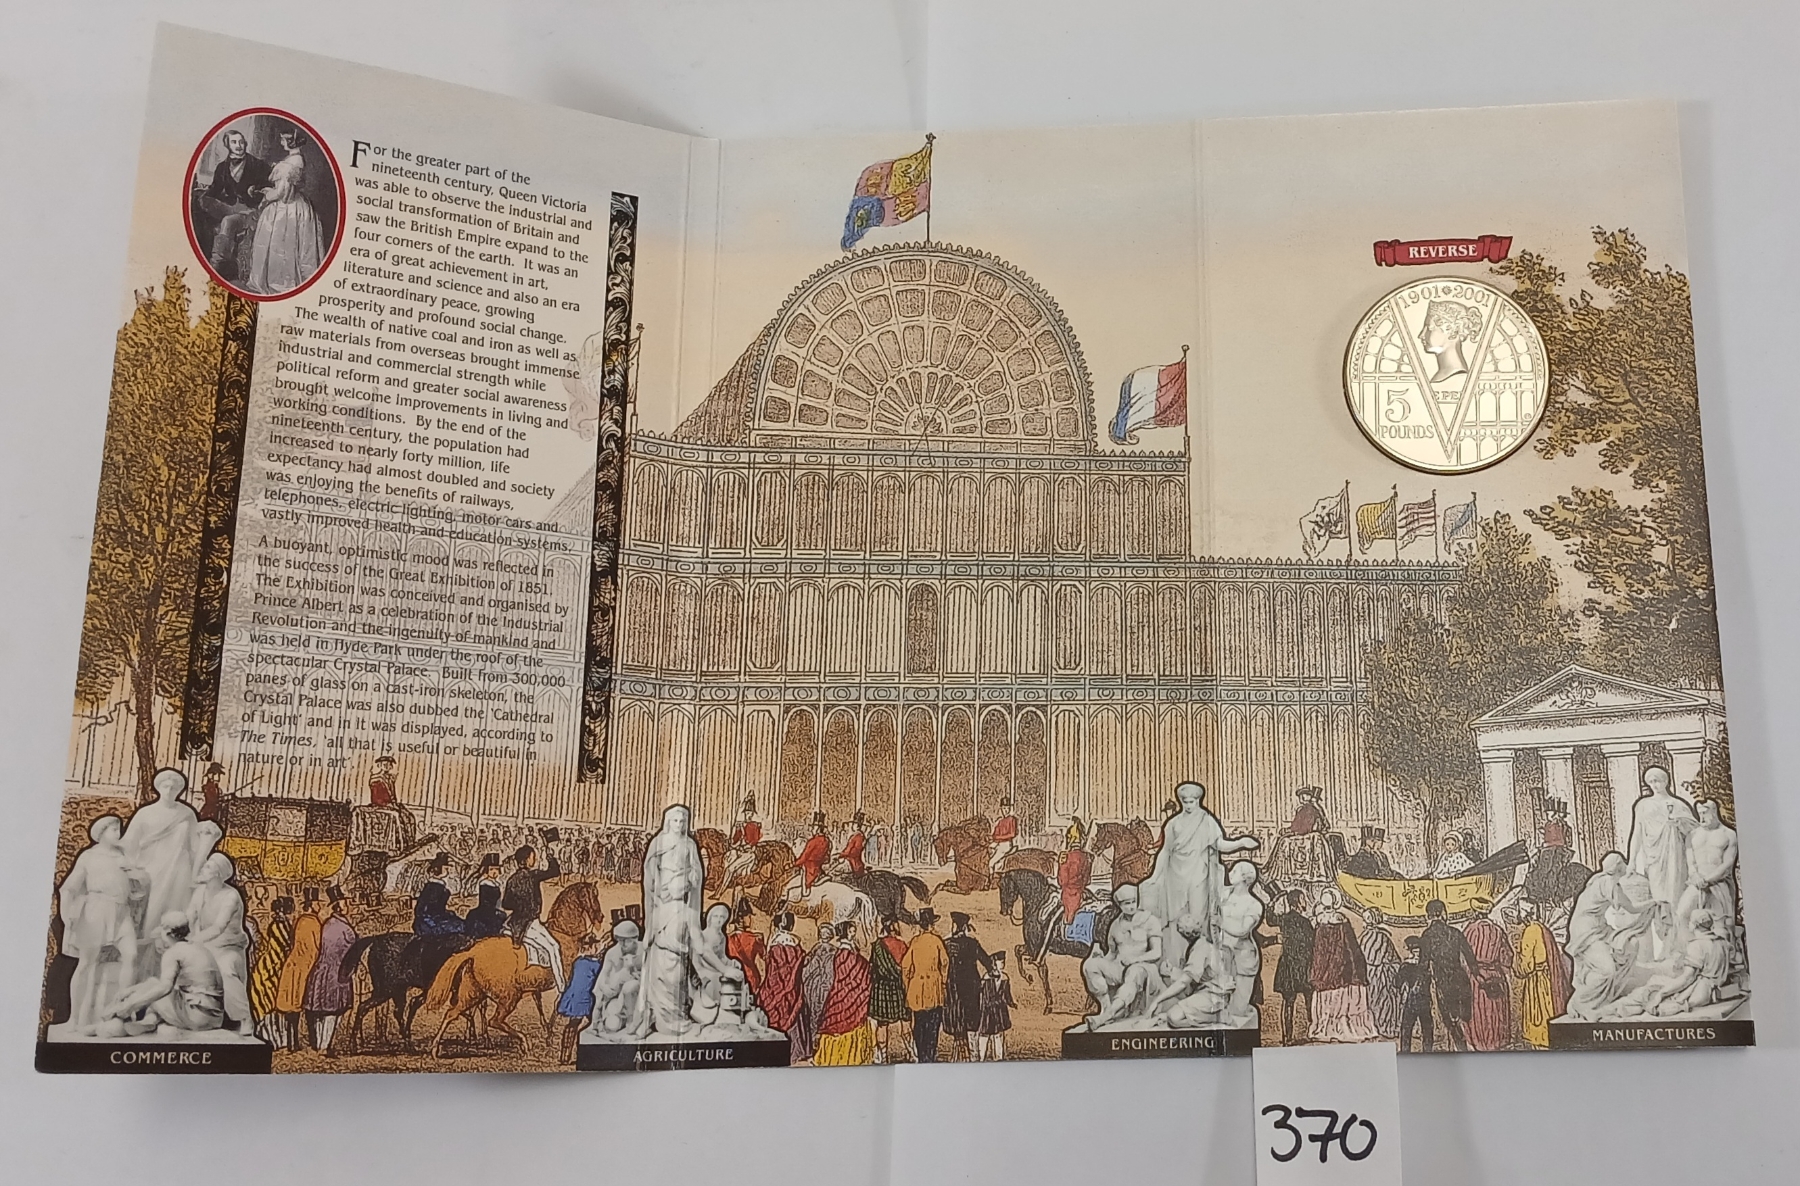 For the greater part of the
nineteenth century, Queen Victoria
was able to observe the industrial and
social transformation of Britain and
saw the British Empire expand to the
four corners of the earth. It was an
era of great achievement in art,
literature and science and also an era
of extraordinary peace, growing
prosperity and profound social change.
The wealth of native coal and iron as well as
raw materials from overseas brought immense
industrial and commercial strength while
political reform and greater social awareness
brought welcome improvements in living and
working conditions. By the end of the
nineteenth century, the population had
increased to nearly forty million, life
expectancy had almost doubled and society
was enjoying the benefits of railways,
telephones, electric lighting, motor cars and
vastly improved health and education systems.
A buoyant, optimistic mood was reflected in
the success of the Great Exhibition of 1851.
The Exhibition was conceived and organised by
Prince Albert as a celebration of the Industrial
Revolution and the ingenuity of mankind and
was held in Hyde Park under the roof of the
spectacular Crystal Palace. Built from 300,000
panes of glass on a cast-iron skeleton, the
Crystal Palace was also dubbed the 'Cathedral
of Light' and in it was displayed, according to
The Times, 'all that is useful or beautiful in
nature or in art'.
REVERSE
1901 2001
5
POUNDS
COMMERCE
AGRICULTURE
ENGINEERING
MANUFACTURES
370